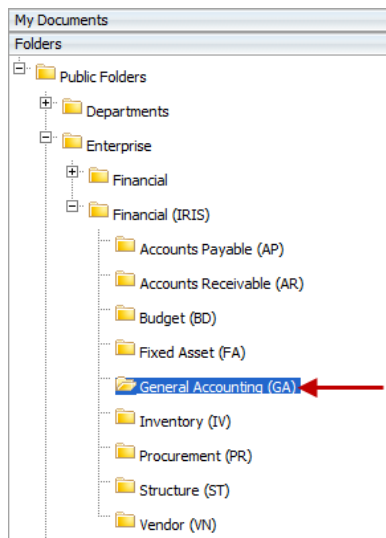 My Documents
Folders
Public Folders
Departments
Enterprise
Financial
Financial (IRIS)
Accounts Payable (AP)
Accounts Receivable (AR)
Budget (BD)
Fixed Asset (FA)
General Accounting (GA)
Inventory (IV)
Procurement (PR)
Structure (ST)
Vendor (VN)